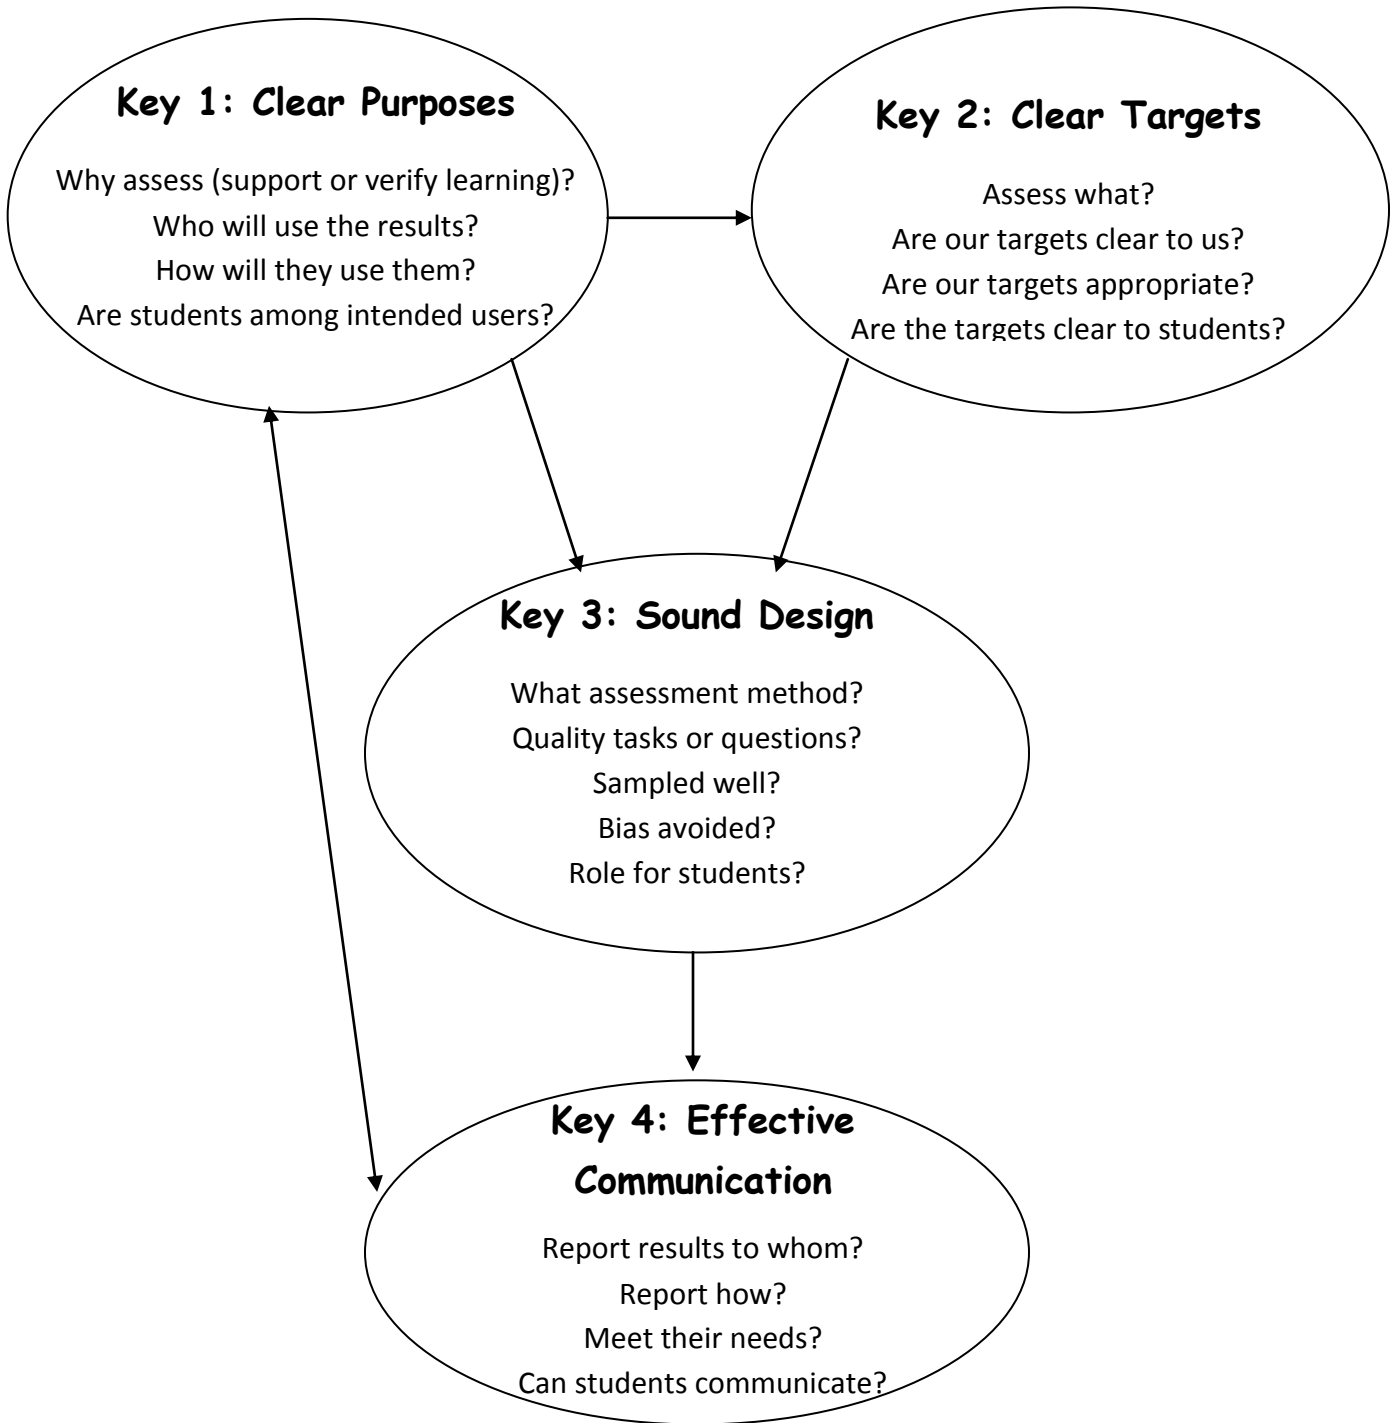 Key 1: Clear Purposes
Why assess (support or verify learning)?
Who will use the results?
How will they use them?
Are students among intended users?
Key 2: Clear Targets
Assess what?
Are our targets clear to us?
Are our targets appropriate?
Are the targets clear to students?
Key 3: Sound Design
What assessment method?
Quality tasks or questions?
Sampled well?
Bias avoided?
Role for students?
Key 4: Effective
Communication
Report results to whom?
Report how?
Meet their needs?
Can students communicate?